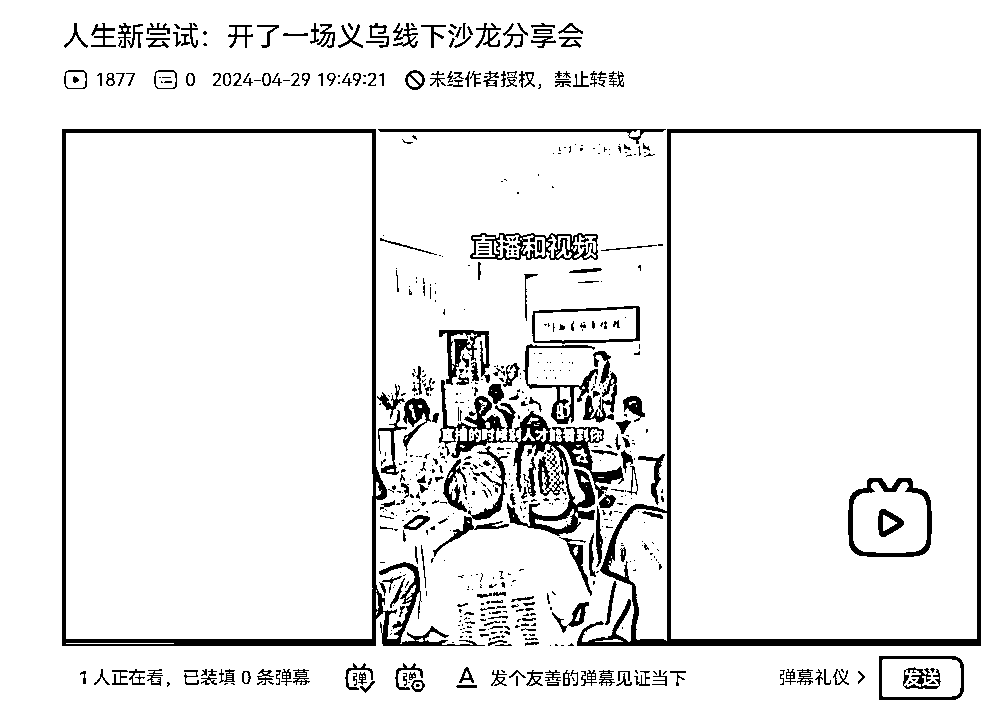 人生新尝试：开了一场义乌线下沙龙分享会
1877 0 2024-04-29 19:49:21 未经作者授权，禁止转载
直播和视频
1 人正在看，已装填 0 条弹幕 弹 弹 A 发个友善的弹幕见证当下 弹幕礼仪 发送